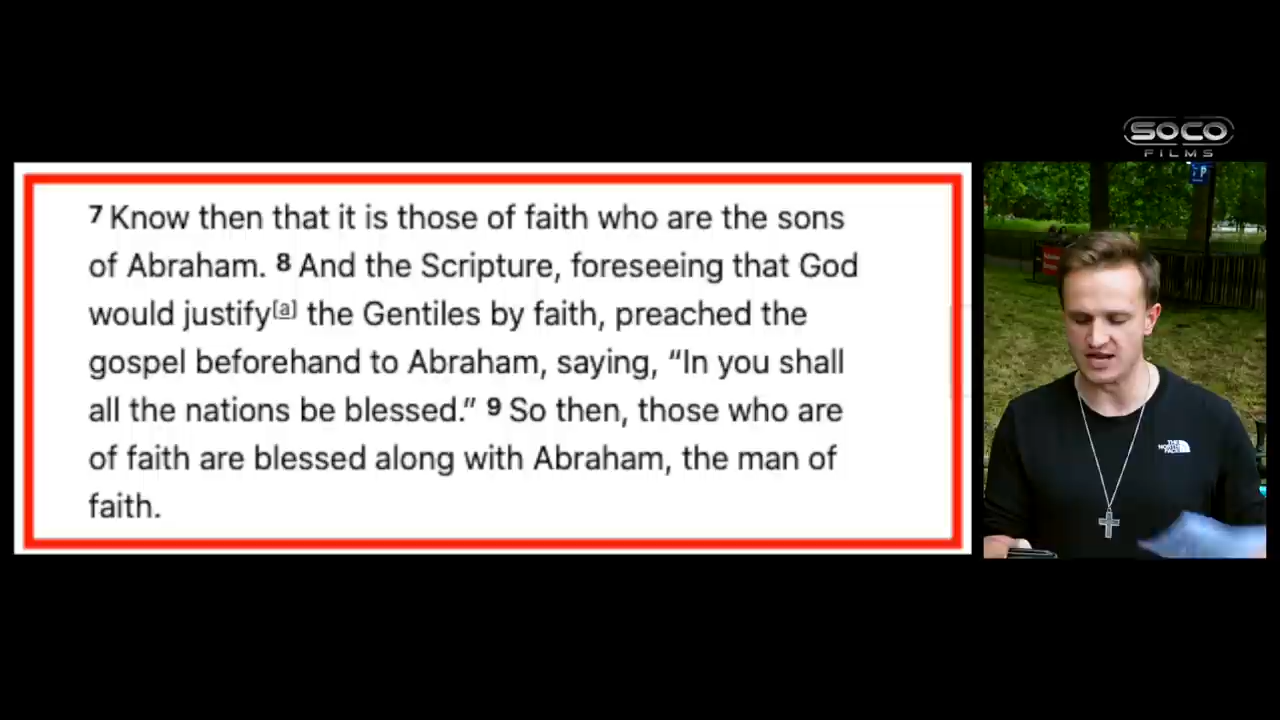 SOCO
FILMS
7 Know then that it is those of faith who are the sons
of Abraham. 8 And the Scripture, foreseeing that God
would justify[a] the Gentiles by faith, preached the
gospel beforehand to Abraham, saying, “In you shall
all the nations be blessed.” 9 So then, those who are
of faith are blessed along with Abraham, the man of
faith.
THE
NORTH
FACE
P